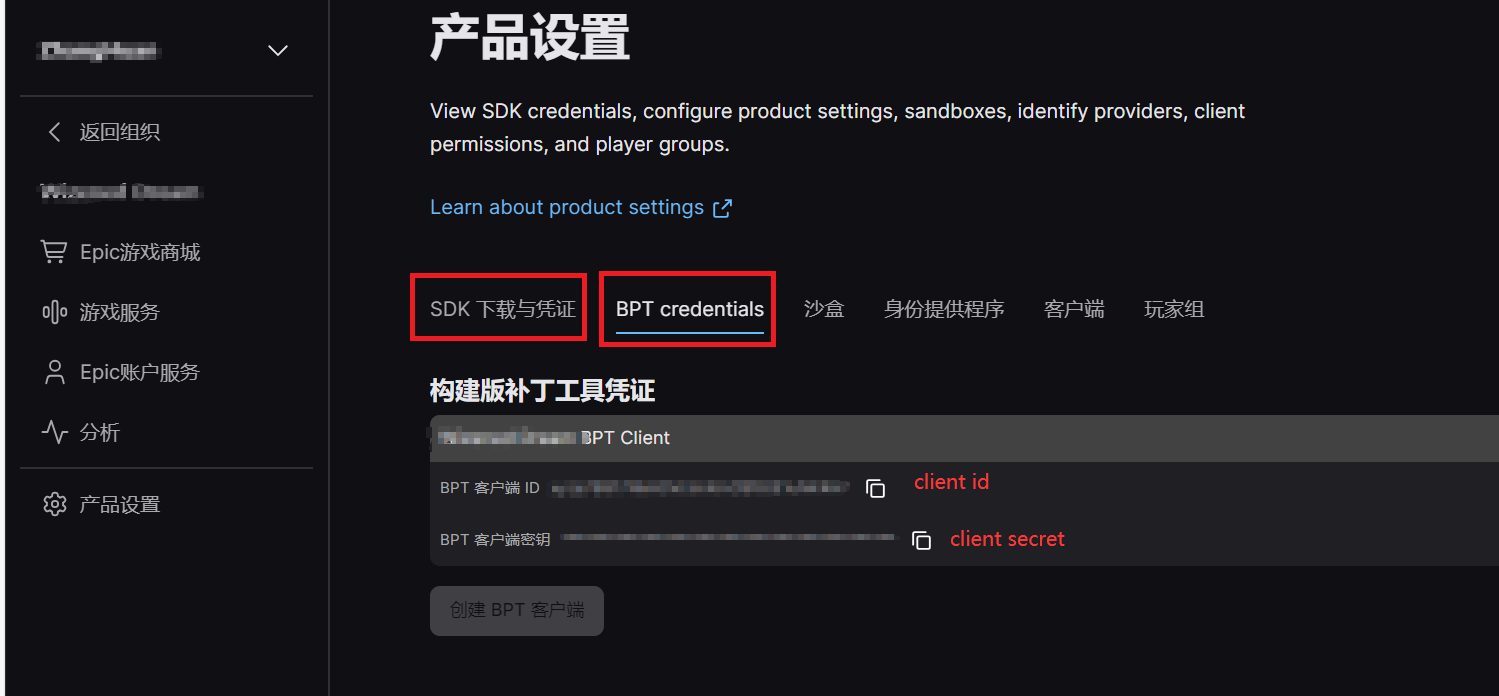 返回组织
Epic游戏商城
游戏服务
Epic账户服务
分析
产品设置
产品设置
View SDK credentials, configure product settings, sandboxes, identify providers, client
permissions, and player groups.
Learn about product settings
SDK 下载与凭证 BPT credentials 沙盒 身份提供程序 客户端 玩家组
构建版补丁工具凭证
BPT Client
BPT 客户端 ID client id
BPT 客户端密钥 client secret
创建 BPT 客户端